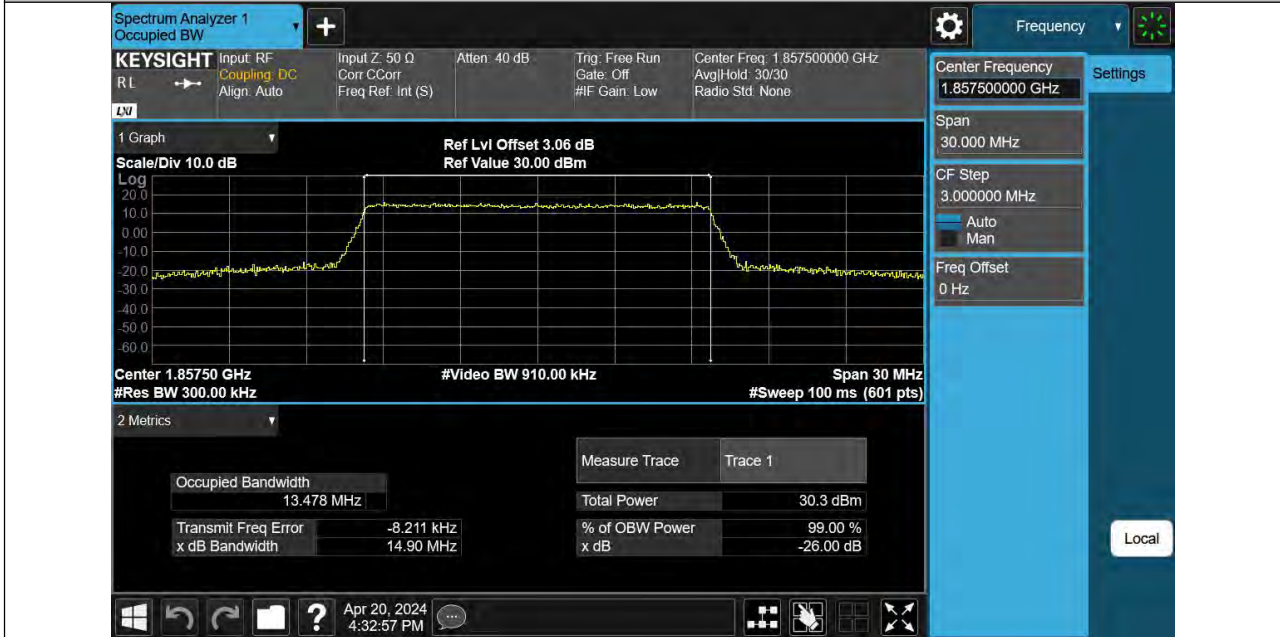 Spectrum Analyzer 1
Occupied BW
+
Frequency
KEYSIGHT
RL
LXI
Input: RF
Coupling: DC
Align: Auto
Input Z: 50 Ω
Corr CCorr
Freq Ref: Int (S)
Atten: 40 dB
Trig: Free Run
Gate: Off
#IF Gain: Low
Center Freq: 1.857500000 GHz
Avg|Hold: 30/30
Radio Std: None
1 Graph
Scale/Div 10.0 dB
Ref Lvl Offset 3.06 dB
Ref Value 30.00 dBm
Log
20.0
10.0
0.00
-10.0
-20.0
-30.0
-40.0
-50.0
-60.0
Center 1.85750 GHz
#Res BW 300.00 kHz
#Video BW 910.00 kHz
Span 30 MHz
#Sweep 100 ms (601 pts)
2 Metrics
Measure Trace Trace 1
Occupied Bandwidth
13.478 MHz
Total Power 30.3 dBm
Transmit Freq Error -8.211 kHz
% of OBW Power 99.00 %
x dB Bandwidth 14.90 MHz
x dB -26.00 dB
Center Frequency
1.857500000 GHz
Settings
Span
30.000 MHz
CF Step
3.000000 MHz
Auto
Man
Freq Offset
0 Hz
Local
?
Apr 20, 2024
4:32:57 PM